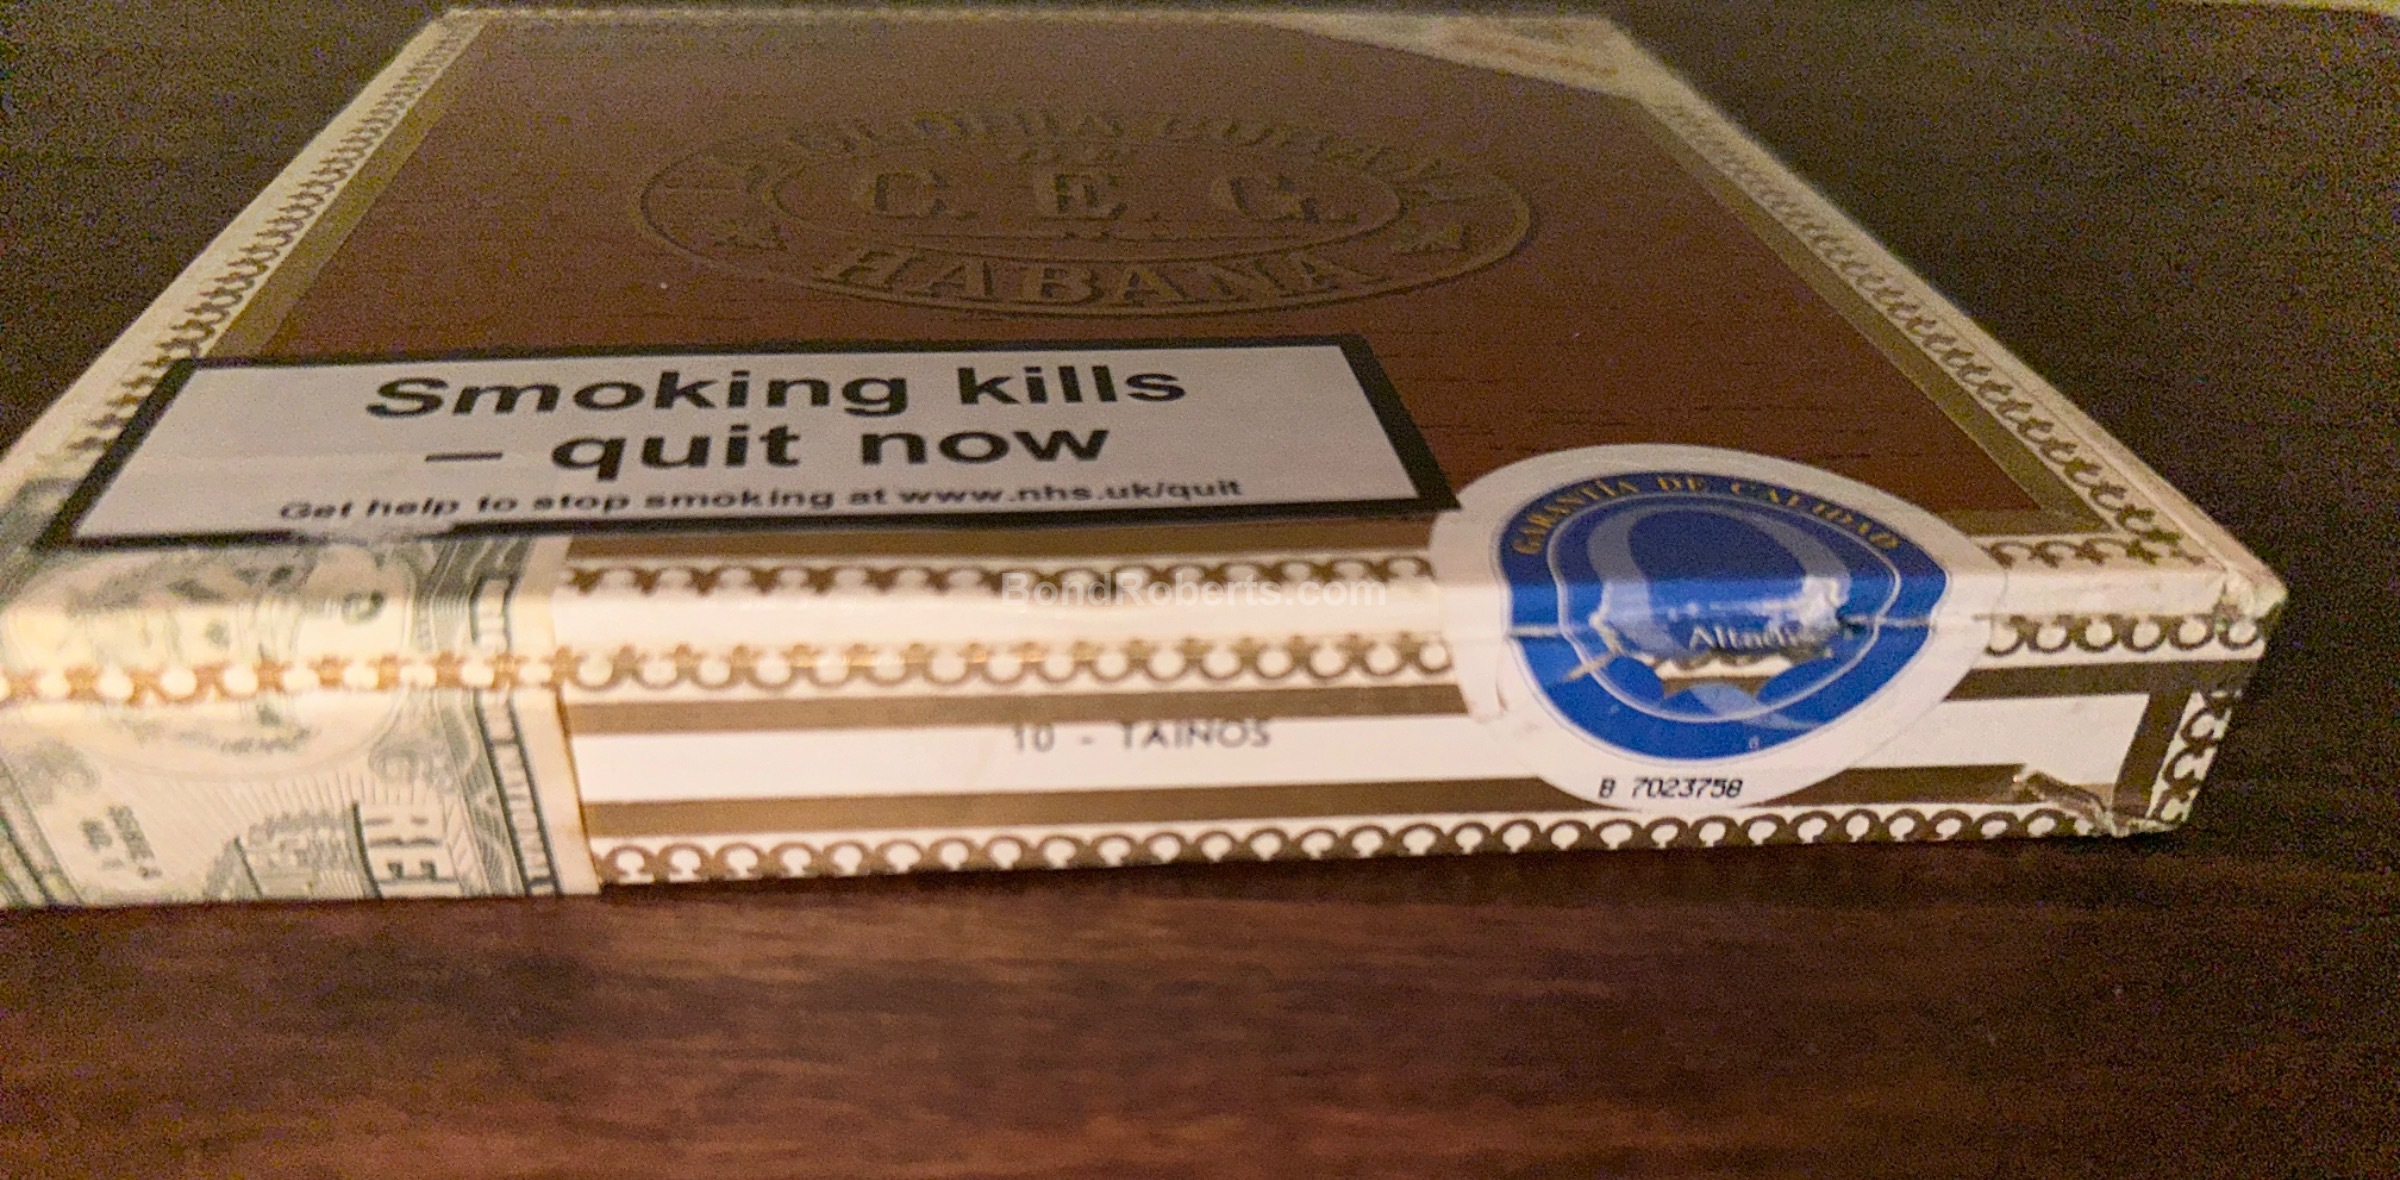 C. E. G.
HABANA
Smoking kills
– quit now
Get help to stop smoking at www.nhs.uk/quit
GARANTÍA DE CALIDAD
BondRoberts.com
10 - TAINOS
B 7023758